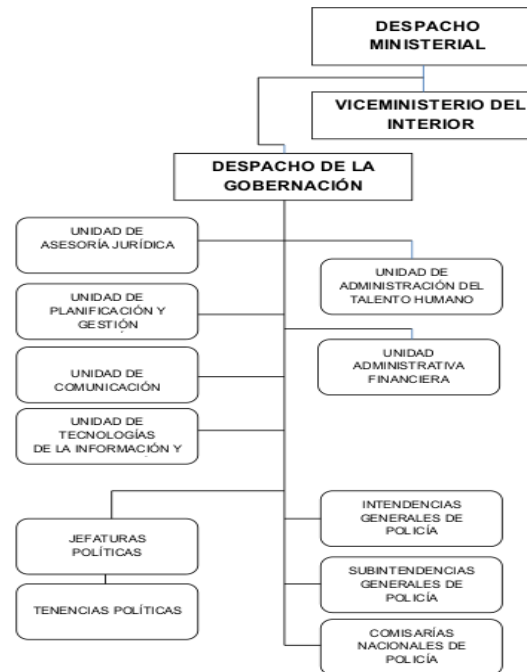 DESPACHO
MINISTERIAL
VICEMINISTERIO DEL
INTERIOR
DESPACHO DE LA
GOBERNACIÓN
UNIDAD DE
ASESORÍA JURÍDICA
UNIDAD DE
ADMINISTRACIÓN DEL
TALENTO HUMANO
UNIDAD DE
PLANIFICACIÓN Y
GESTIÓN
UNIDAD
ADMINISTRATIVA
FINANCIERA
UNIDAD DE
COMUNICACIÓN
UNIDAD DE
TECNOLOGÍAS
DE LA INFORMACIÓN Y
JEFATURAS
POLÍTICAS
INTENDENCIAS
GENERALES DE
POLICÍA
TENENCIAS POLÍTICAS
SUBINTENDENCIAS
GENERALES DE
POLICÍA
COMISARÍAS
NACIONALES DE
POLICÍA